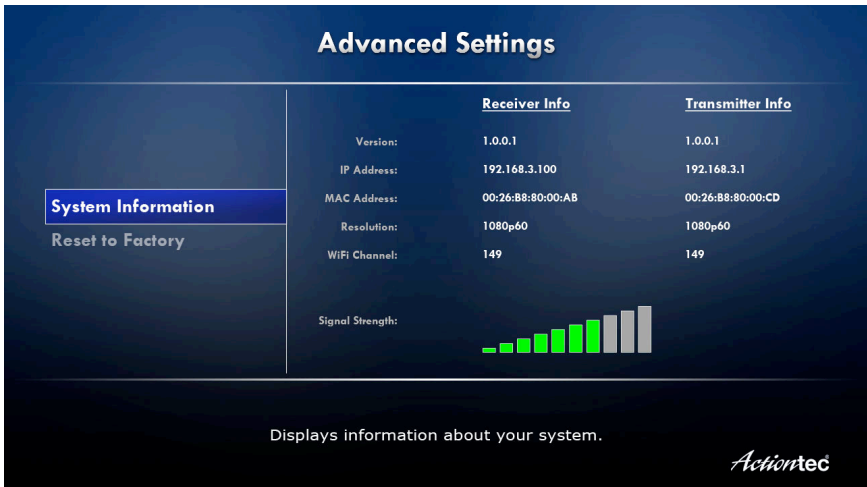 Advanced Settings
Receiver Info Transmitter Info
Version: 1.0.0.1 1.0.0.1
IP Address: 192.168.3.100 192.168.3.1
MAC Address: 00:26:B8:80:00:AB 00:26:B8:80:00:CD
Resolution: 1080p60 1080p60
WiFi Channel: 149 149
Signal Strength:
System Information
Reset to Factory
Displays information about your system.
Actiontec